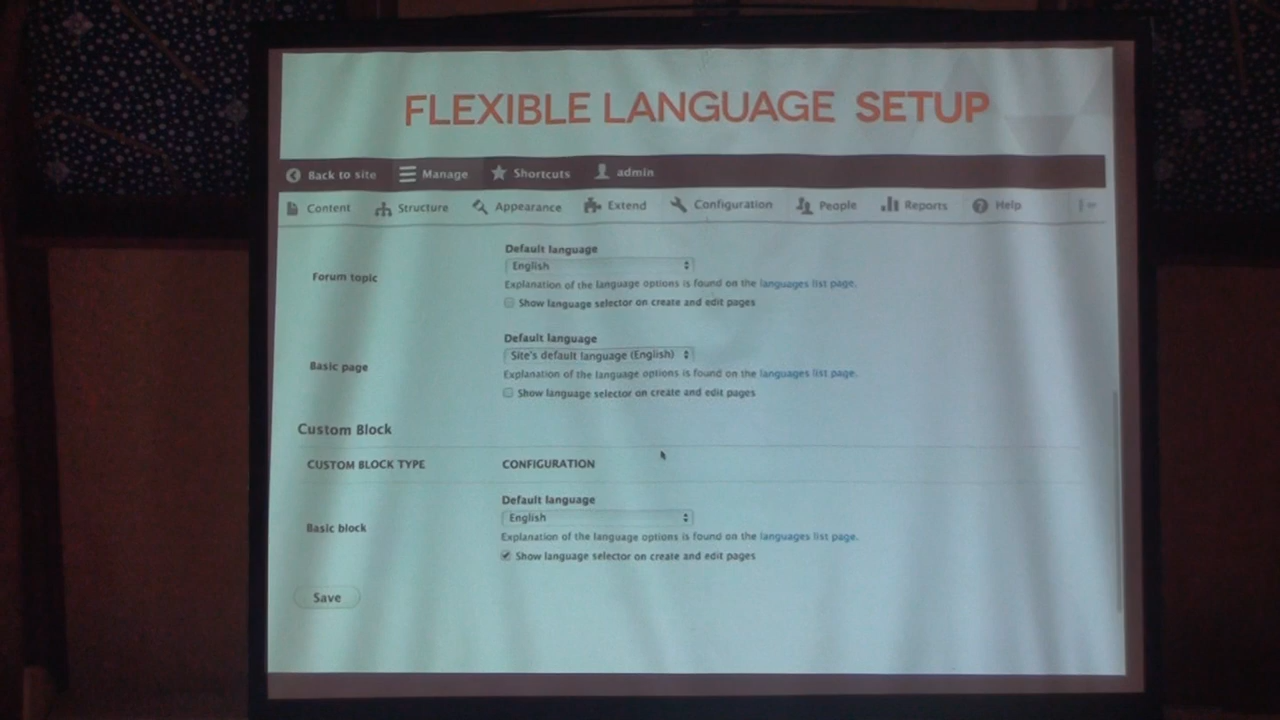 FLEXIBLE LANGUAGE SETUP
Back to site Manage Shortcuts admin
Content Structure Appearance Extend Configuration People Reports Help
Default language
Forum topic English
Explanation of the language options is found on the languages list page.
Show language selector on create and edit pages
Default language
Basic page Site's default language (English)
Explanation of the language options is found on the languages list page.
Show language selector on create and edit pages
Custom Block
CUSTOM BLOCK TYPE CONFIGURATION
Default language
Basic block English
Explanation of the language options is found on the languages list page.
Show language selector on create and edit pages
Save